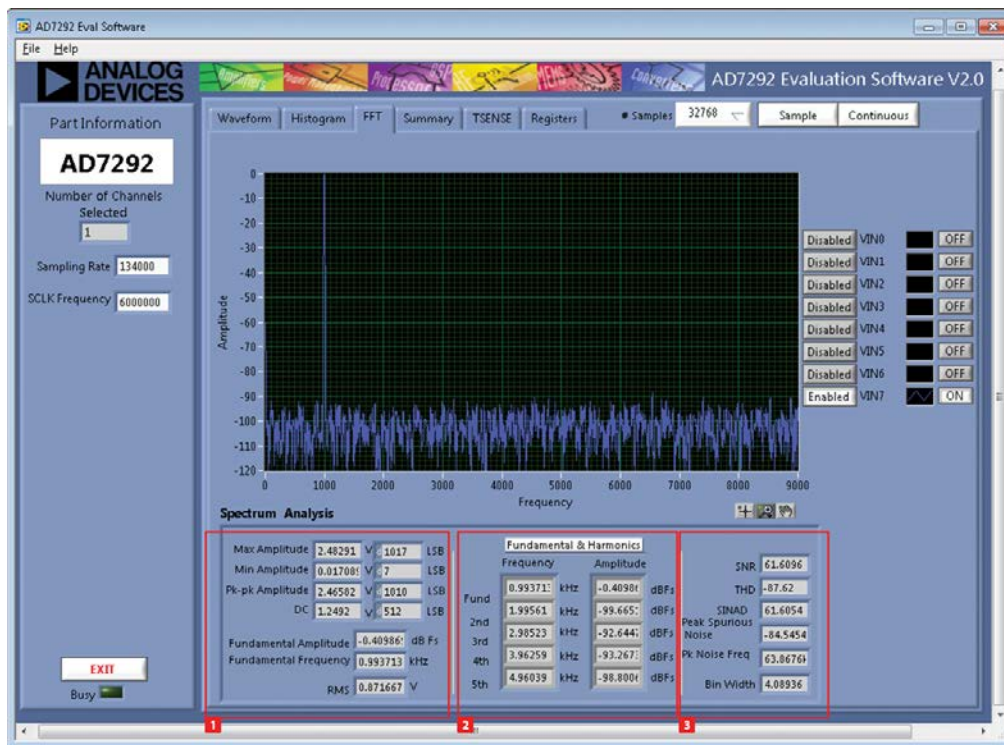 AD7292 Eval Software
File Help
ANALOG
DEVICES
Amplifiers
Power Management
Processors
DSP
MEMS
Converters
AD7292 Evaluation Software V2.0
Part Information
AD7292
Number of Channels
Selected
1
Sampling Rate 134000
SCLK Frequency 6000000
EXIT
Busy
Waveform Histogram FFT Summary TSENSE Registers # Samples 32768 Sample Continuous
Amplitude
0
-10
-20
-30
-40
-50
-60
-70
-80
-90
-100
-110
-120
0 1000 2000 3000 4000 5000 6000 7000 8000 9000
Frequency
Disabled VIN0 OFF
Disabled VIN1 OFF
Disabled VIN2 OFF
Disabled VIN3 OFF
Disabled VIN4 OFF
Disabled VIN5 OFF
Disabled VIN6 OFF
Enabled VIN7 ON
Spectrum Analysis
Max Amplitude 2.48291 V 1017 LSB
Min Amplitude 0.01708 V 7 LSB
Pk-pk Amplitude 2.46582 V 1010 LSB
DC 1.2492 V 512 LSB
Fundamental Amplitude -0.40986 dB Fs
Fundamental Frequency 0.993713 kHz
RMS 0.871667 V
1
Fundamental & Harmonics
Frequency Amplitude
Fund 0.99371 kHz -0.4098 dBFs
2nd 1.99561 kHz -99.665 dBFs
3rd 2.98523 kHz -92.644 dBFs
4th 3.96259 kHz -93.267 dBFs
5th 4.96039 kHz -98.800 dBFs
2
SNR 61.6096
THD -87.62
SINAD 61.6054
Peak Spurious
Noise -84.5454
Pk Noise Freq 63.8676
Bin Width 4.08936
3